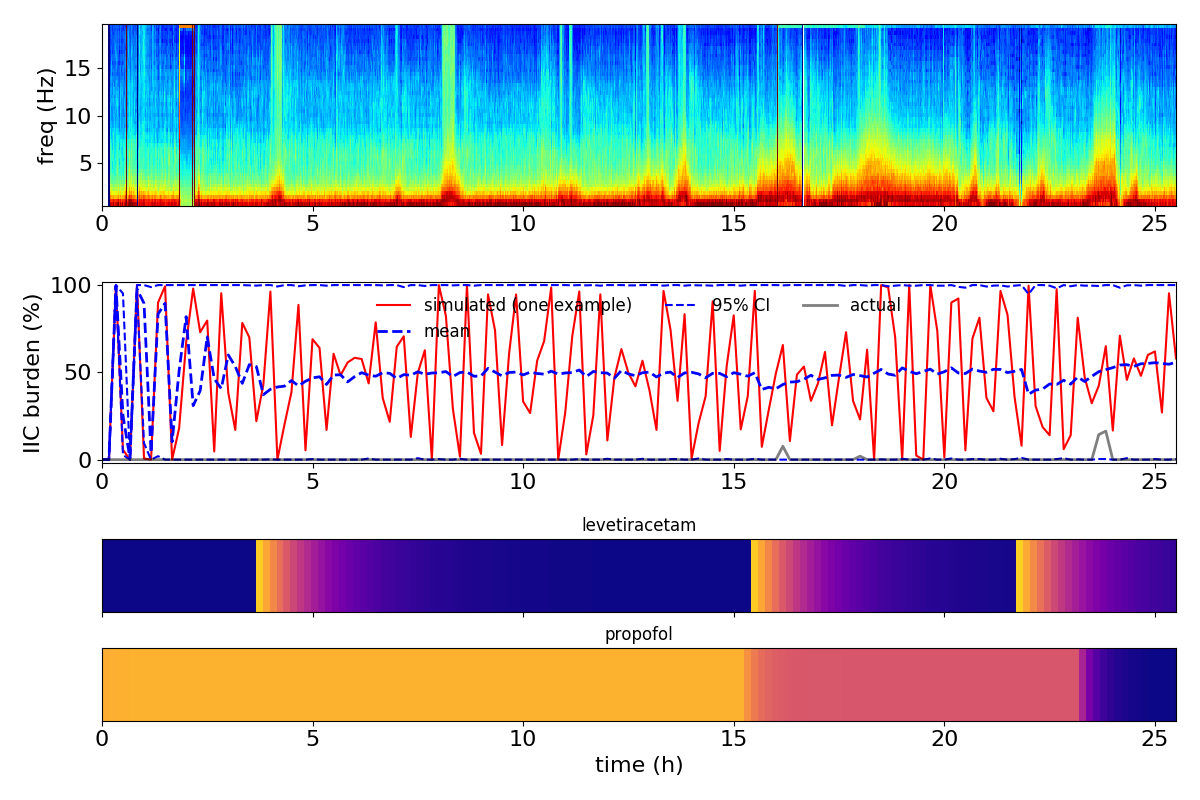 freq (Hz)
15
10
5
0 5 10 15 20 25
IIC burden (%)
100
50
0
simulated (one example) 95% CI actual
mean
0 5 10 15 20 25
levetiracetam
propofol
0 5 10 15 20 25
time (h)